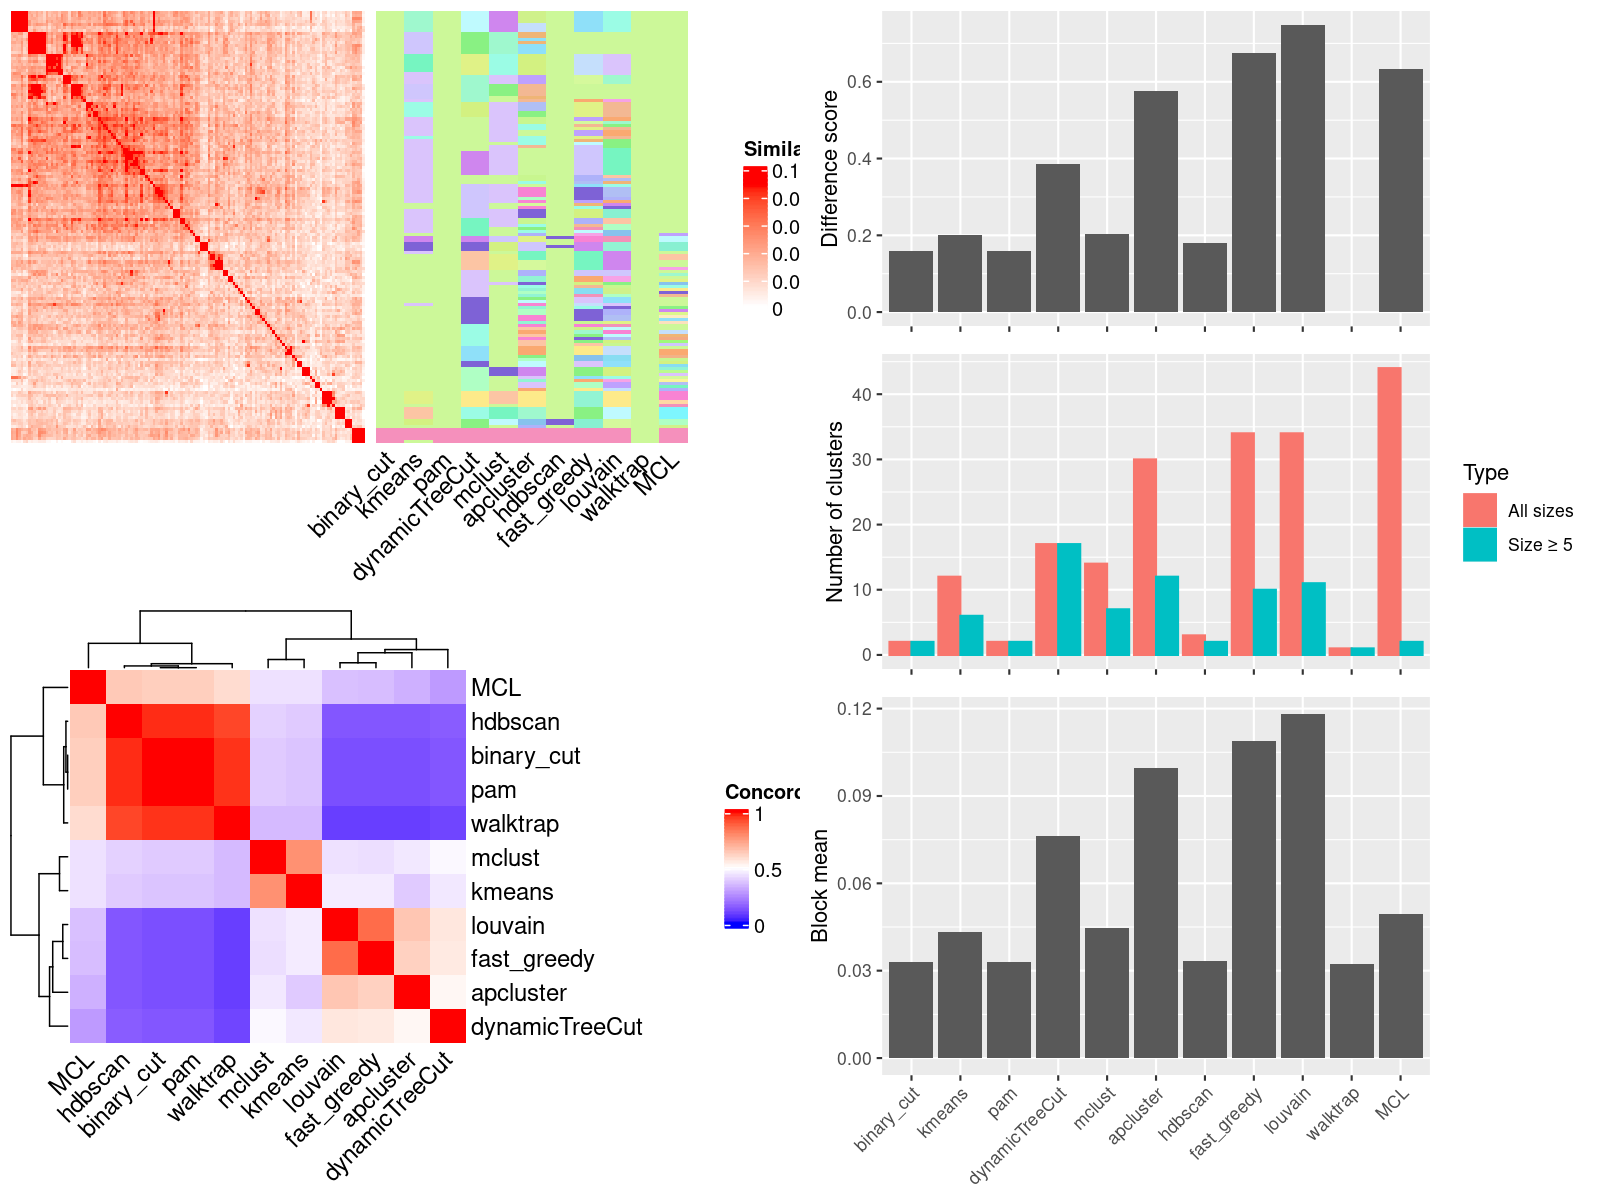 Simila
0.1
0.0
0.0
0.0
0.0
0
binary_cut
kmeans
pam
dynamicTreeCut
mclust
apcluster
hdbscan
fast_greedy
louvain
walktrap
MCL
MCL
hdbscan
binary_cut
pam
walktrap
mclust
kmeans
louvain
fast_greedy
apcluster
dynamicTreeCut
MCL
hdbscan
binary_cut
pam
walktrap
mclust
kmeans
louvain
fast_greedy
apcluster
dynamicTreeCut
Concord
1
0.5
0
Difference score
0.6
0.4
0.2
0.0
Number of clusters
40
30
20
10
0
Type
All sizes
Size ≥ 5
Block mean
0.12
0.09
0.06
0.03
0.00
binary_cut
kmeans
pam
dynamicTreeCut
mclust
apcluster
hdbscan
fast_greedy
louvain
walktrap
MCL